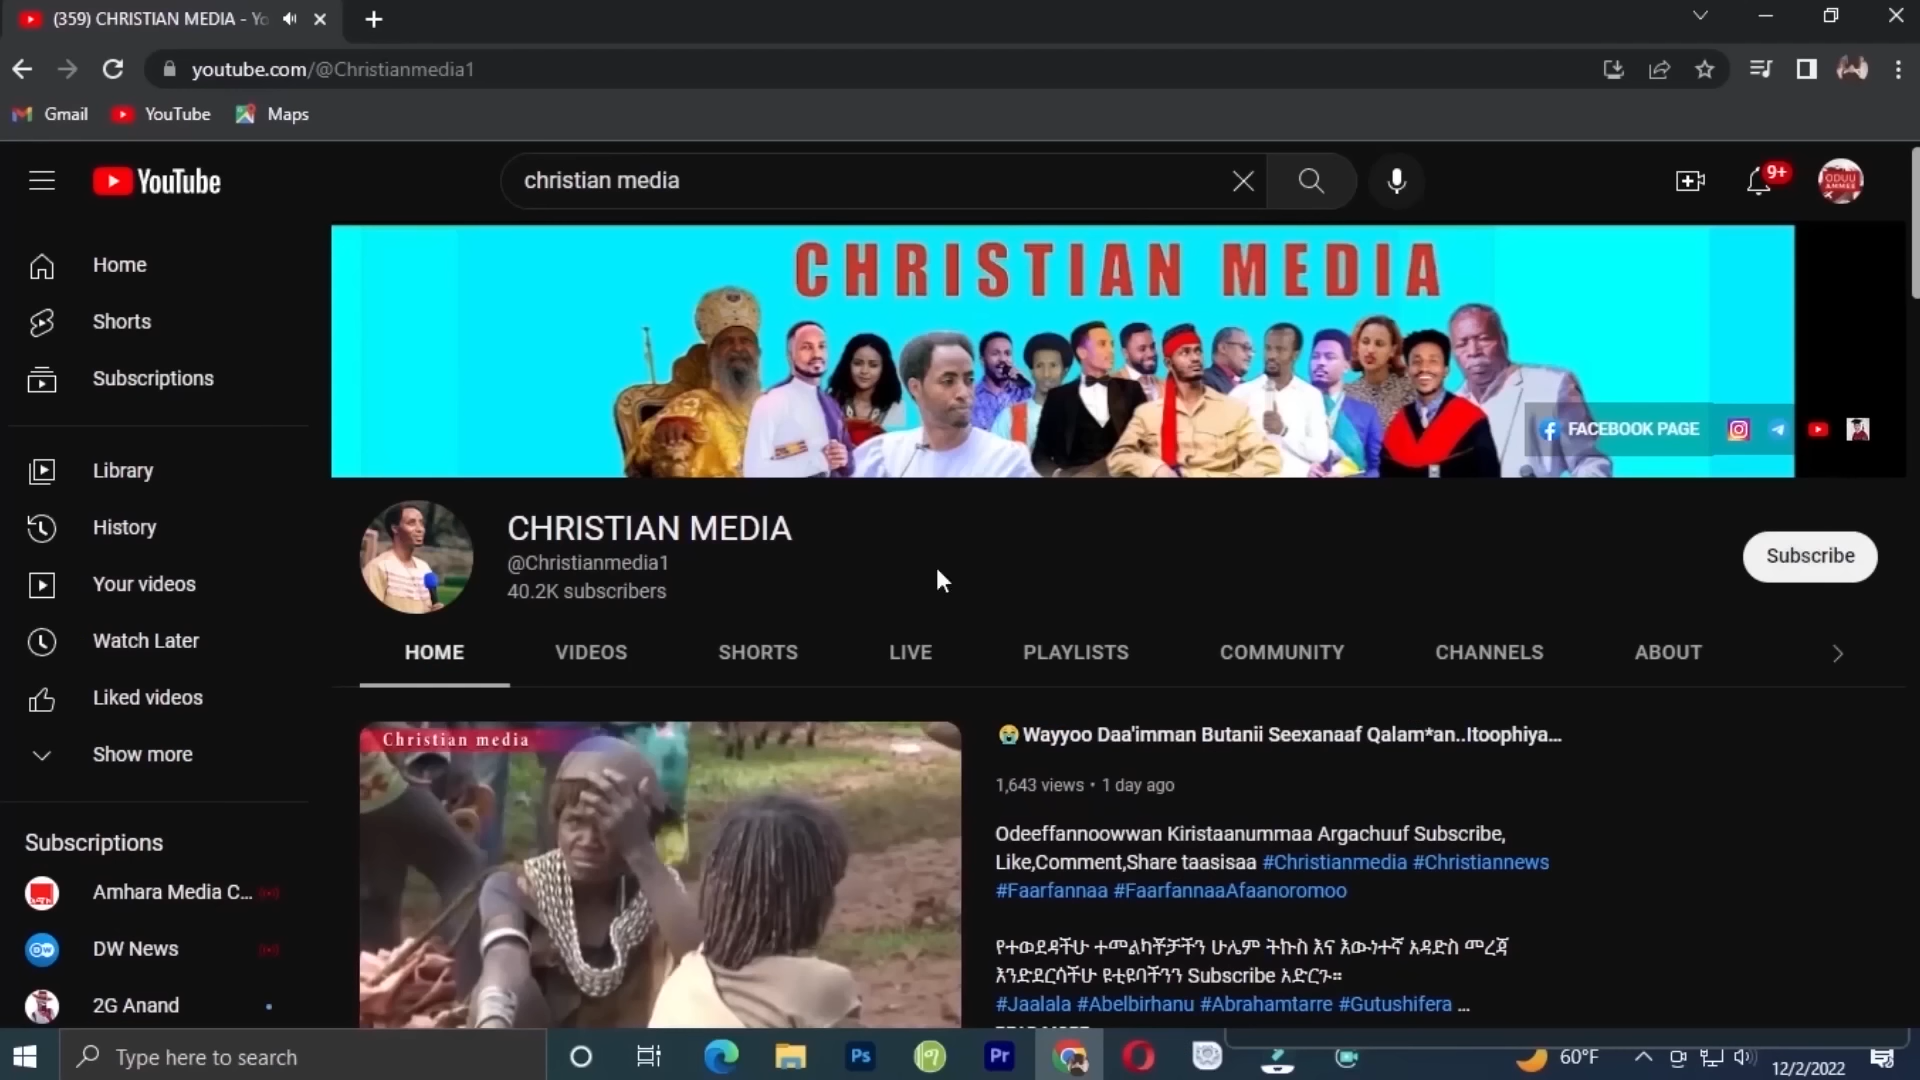 (359) CHRISTIAN MEDIA - Yo
youtube.com/@Christianmedia1
Gmail YouTube Maps
YouTube
christian media
9+
ODUU
AMMEE
Home
Shorts
Subscriptions
Library
History
Your videos
Watch Later
Liked videos
Show more
Subscriptions
Amhara Media C...
DW News
2G Anand
CHRISTIAN MEDIA
FACEBOOK PAGE
CHRISTIAN MEDIA
@Christianmedia1
40.2K subscribers
Subscribe
HOME VIDEOS SHORTS LIVE PLAYLISTS COMMUNITY CHANNELS ABOUT
Christian media
😭Wayyoo Daa'imman Butanii Seexanaaf Qalam*an..Itoophiya...
1,643 views • 1 day ago
Odeeffannoowwan Kiristaanummaa Argachuuf Subscribe,
Like,Comment,Share taasisaa #Christianmedia #Christiannews
#Faarfannaa #FaarfannaaAfaanoromoo
የተወደዳችሁ ተመልካቾቻችን ሁሌም ትኩስ እና እውነተኛ አዳድስ መረጃ
እንድደርሳችሁ ዩቲዩባችንን Subscribe አድርጉ።
#Jaalala #Abelbirhanu #Abrahamtarre #Gutushifera ...
Type here to search
Ps
Pr
60°F
12/2/2022